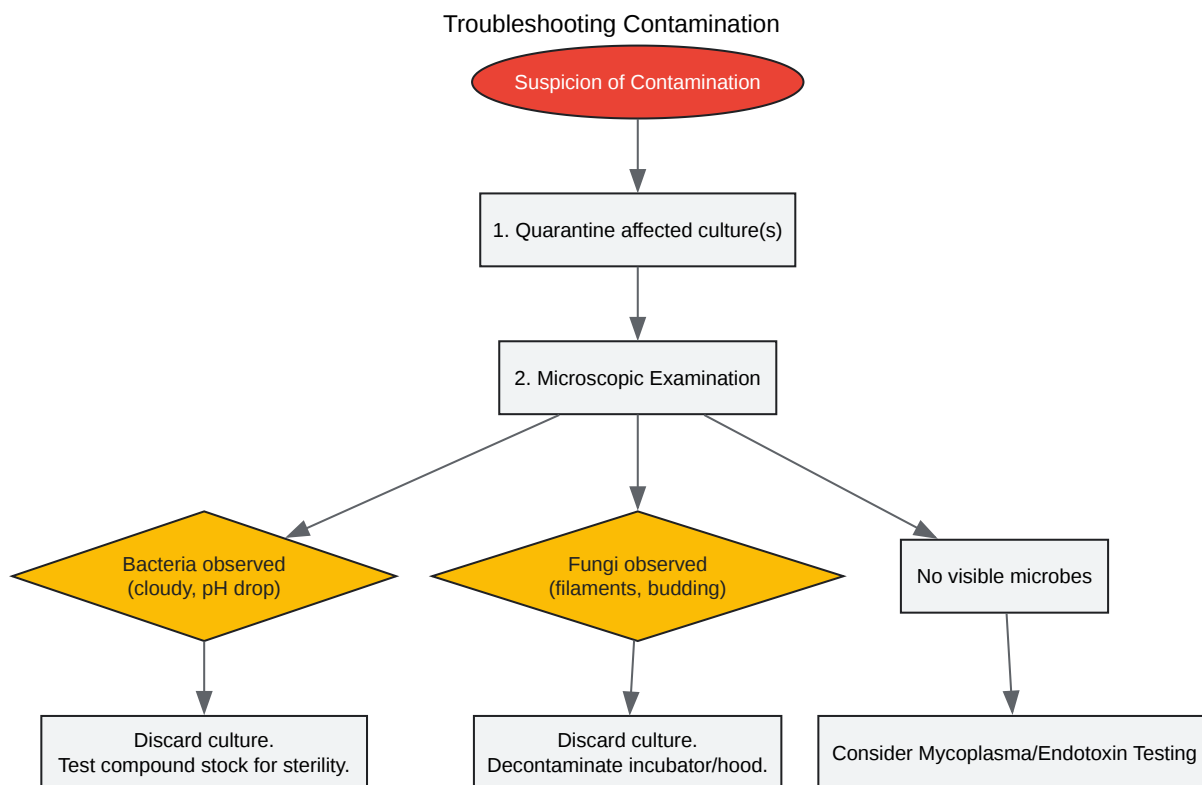 Troubleshooting Contamination
Suspicion of Contamination
1. Quarantine affected culture(s)
2. Microscopic Examination
Bacteria observed
(cloudy, pH drop)
Fungi observed
(filaments, budding)
No visible microbes
Discard culture.
Test compound stock for sterility.
Discard culture.
Decontaminate incubator/hood.
Consider Mycoplasma/Endotoxin Testing